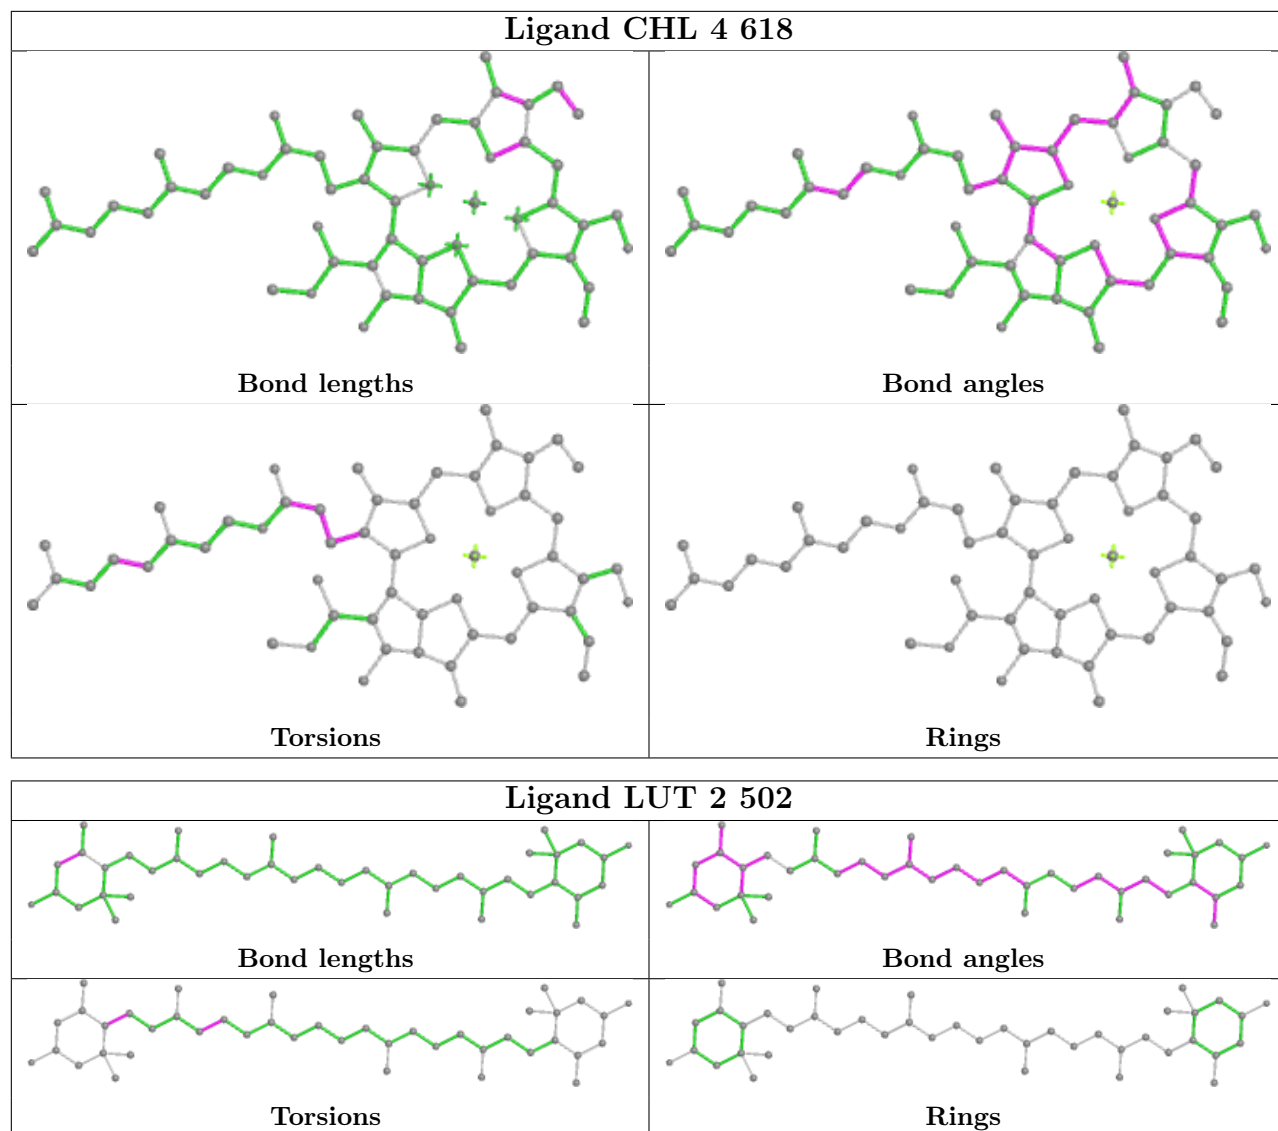 Ligand CHL 4 618
Bond lengths
Bond angles
Torsions
Rings
Ligand LUT 2 502
Bond lengths
Bond angles
Torsions
Rings